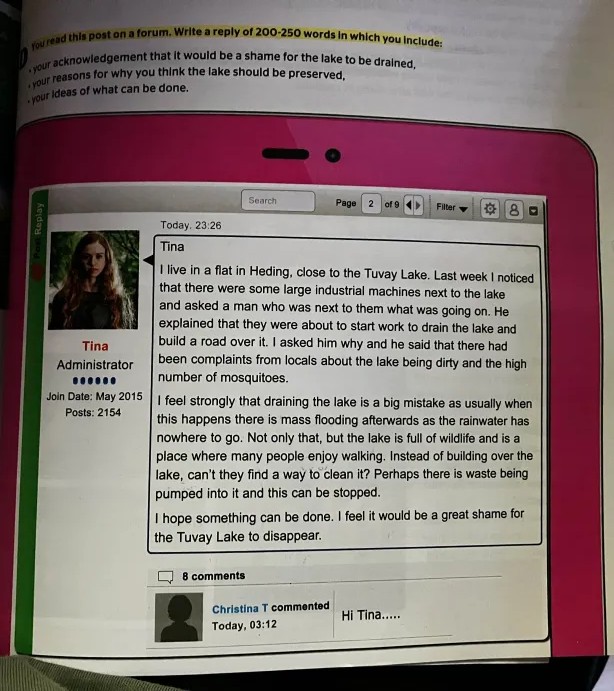 You read this post on a forum. Write a reply of 200-250 words in which you include:
• your acknowledgement that it would be a shame for the lake to be drained,
• your reasons for why you think the lake should be preserved,
• your ideas of what can be done.
Search
Page 2 of 9
Filter
Replay
Today. 23:26
Tina
I live in a flat in Heding, close to the Tuvay Lake. Last week I noticed
that there were some large industrial machines next to the lake
and asked a man who was next to them what was going on. He
explained that they were about to start work to drain the lake and
build a road over it. I asked him why and he said that there had
been complaints from locals about the lake being dirty and the high
number of mosquitoes.
I feel strongly that draining the lake is a big mistake as usually when
this happens there is mass flooding afterwards as the rainwater has
nowhere to go. Not only that, but the lake is full of wildlife and is a
place where many people enjoy walking. Instead of building over the
lake, can't they find a way to clean it? Perhaps there is waste being
pumped into it and this can be stopped.
I hope something can be done. I feel it would be a great shame for
the Tuvay Lake to disappear.
Tina
Administrator
Join Date: May 2015
Posts: 2154
8 comments
Christina T commented
Today, 03:12
Hi Tina.....